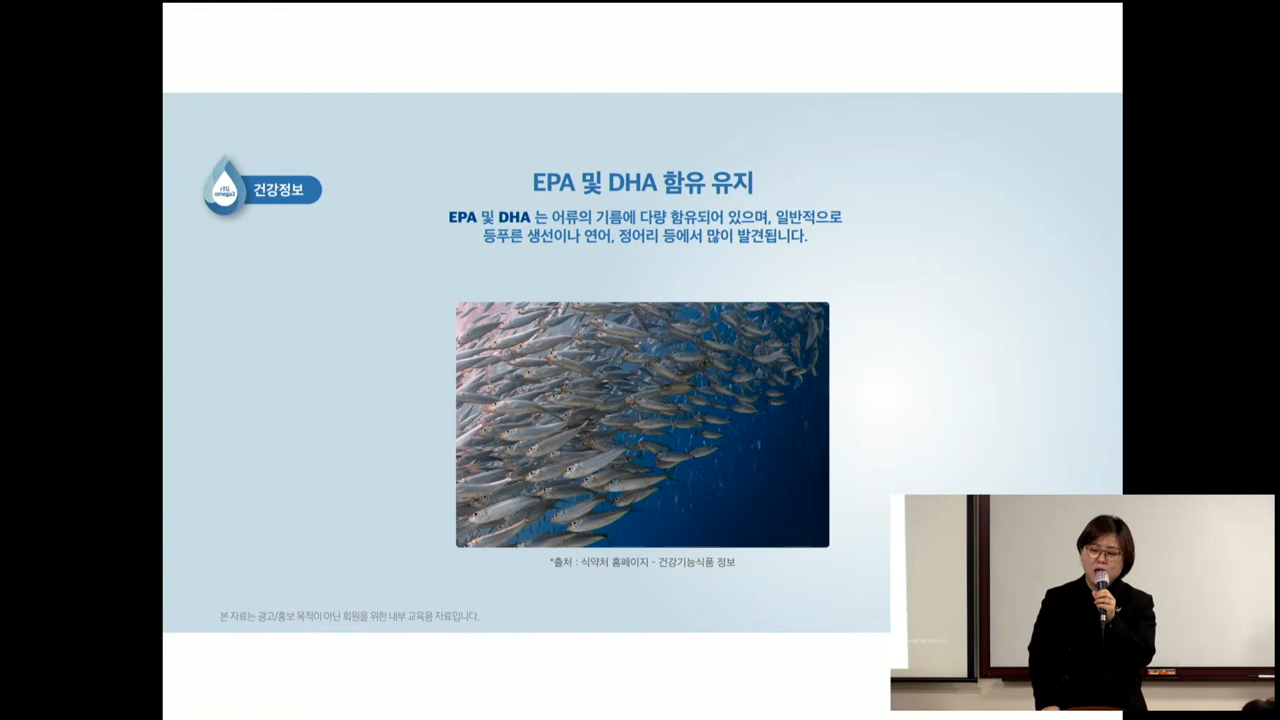 rTG
omega3
건강정보
EPA 및 DHA 함유 유지
EPA 및 DHA 는 어류의 기름에 다량 함유되어 있으며, 일반적으로
등푸른 생선이나 연어, 정어리 등에서 많이 발견됩니다.
*출처 : 식약처 홈페이지 - 건강기능식품 정보
본 자료는 광고/홍보 목적이 아닌 회원을 위한 내부 교육용 자료입니다.